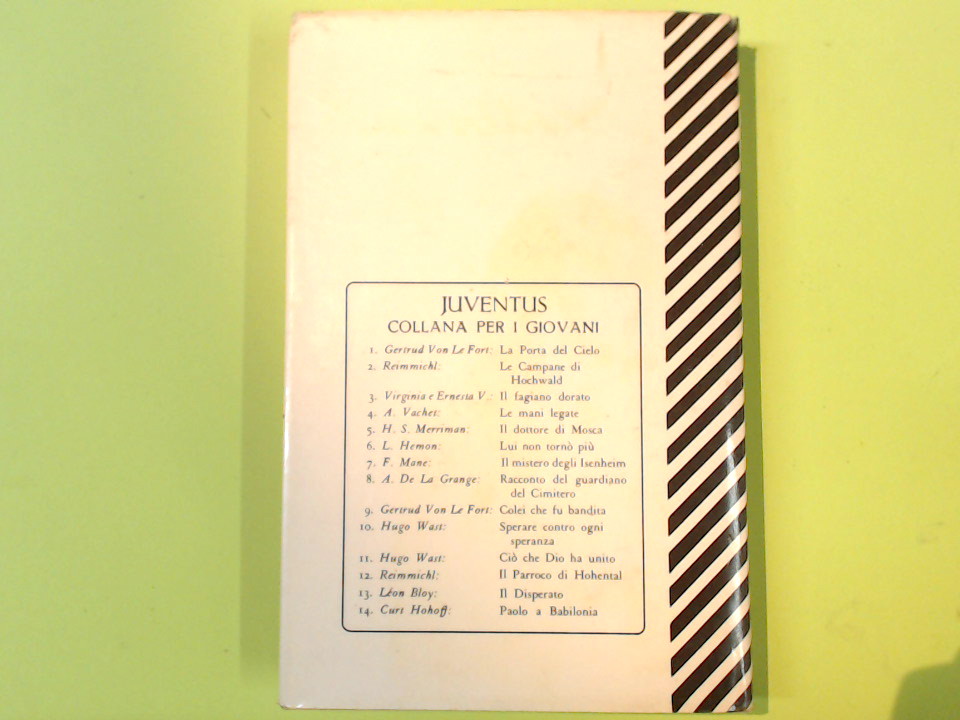 JUVENTUS
COLLANA PER I GIOVANI
1. Gertrud Von Le Fort: La Porta del Cielo
2. Reimmichl: Le Campane di
Hochwald
3. Virginia e Ernesta V.: Il fagiano dorato
4. A. Vachet: Le mani legate
5. H. S. Merriman: Il dottore di Mosca
6. L. Hemon: Lui non tornò più
7. F. Mane: Il mistero degli Isenheim
8. A. De La Grange: Racconto del guardiano
del Cimitero
9. Gertrud Von Le Fort: Colei che fu bandita
10. Hugo Wast: Sperare contro ogni
speranza
11. Hugo Wast: Ciò che Dio ha unito
12. Reimmichl: Il Parroco di Hohental
13. Léon Bloy: Il Disperato
14. Curt Hohoff: Paolo a Babilonia